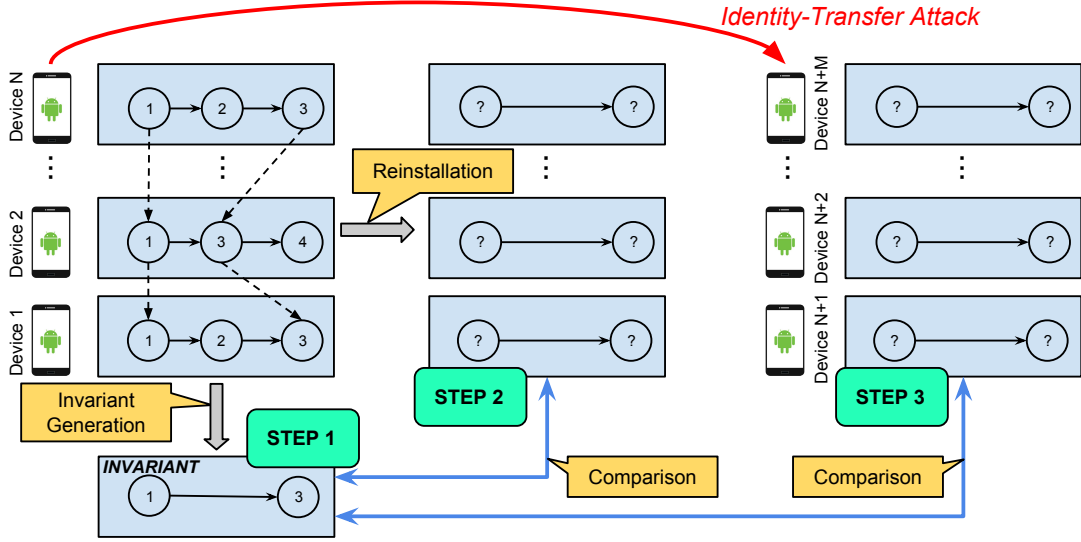 Identity-Transfer Attack
Device N
1
2
3
?
?
Device N+M
?
?
Reinstallation
Device 2
1
3
4
?
?
Device N+2
?
?
Device 1
1
2
3
?
?
Device N+1
?
?
Invariant
Generation
STEP 1
STEP 2
STEP 3
INVARIANT
1
3
Comparison
Comparison